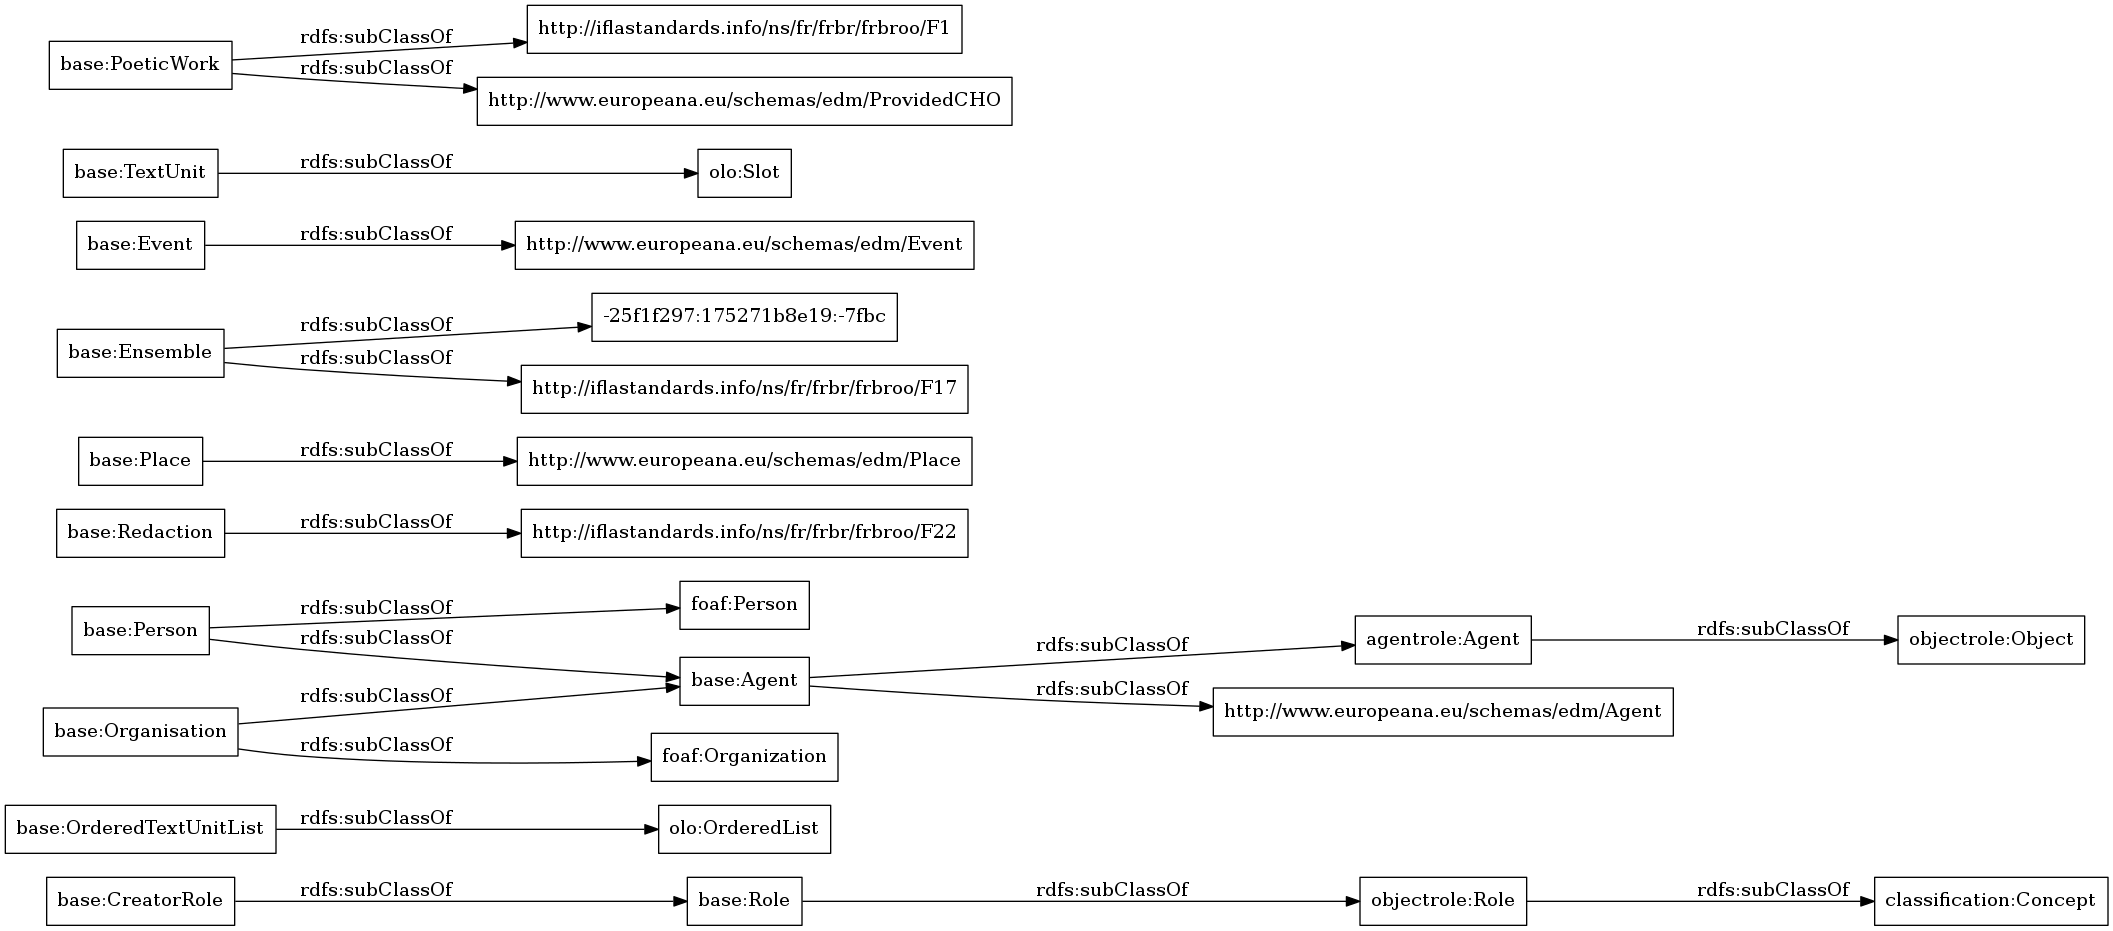 base:PoeticWork
rdfs:subClassOf
http://iflastandards.info/ns/fr/frbr/frbroo/F1
rdfs:subClassOf
http://www.europeana.eu/schemas/edm/ProvidedCHO
base:TextUnit
rdfs:subClassOf
olo:Slot
base:Event
rdfs:subClassOf
http://www.europeana.eu/schemas/edm/Event
base:Ensemble
rdfs:subClassOf
-25f1f297:175271b8e19:-7fbc
rdfs:subClassOf
http://iflastandards.info/ns/fr/frbr/frbroo/F17
base:Place
rdfs:subClassOf
http://www.europeana.eu/schemas/edm/Place
base:Redaction
rdfs:subClassOf
http://iflastandards.info/ns/fr/frbr/frbroo/F22
base:Person
rdfs:subClassOf
foaf:Person
rdfs:subClassOf
base:Agent
rdfs:subClassOf
agentrole:Agent
rdfs:subClassOf
objectrole:Object
rdfs:subClassOf
http://www.europeana.eu/schemas/edm/Agent
base:Organisation
rdfs:subClassOf
rdfs:subClassOf
foaf:Organization
base:OrderedTextUnitList
rdfs:subClassOf
olo:OrderedList
base:CreatorRole
rdfs:subClassOf
base:Role
rdfs:subClassOf
objectrole:Role
rdfs:subClassOf
classification:Concept